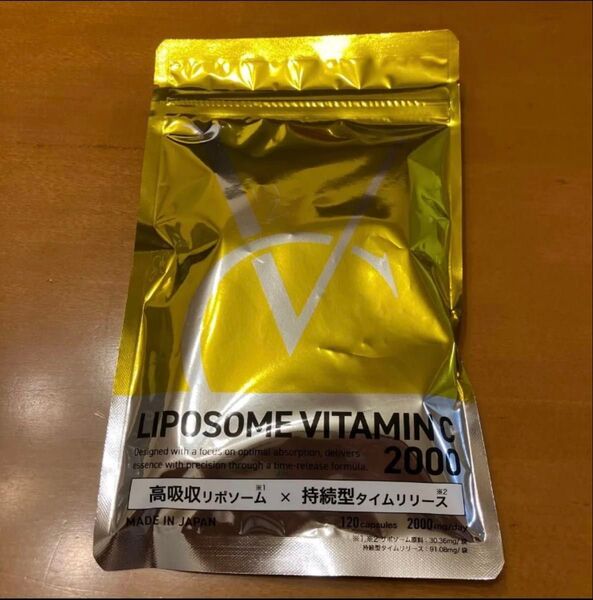 LIPOSOME VITAMIN C
2000
Designed with a focus on optimal absorption, delivers
essence with precision through a time-release formula.
高吸収リポソーム※1 × 持続型タイムリリース※2
MADE IN JAPAN
120 capsules 2000mg/day
※1,※2 リポソーム原料：30.36mg/袋
持続型タイムリリース：91.08mg/袋